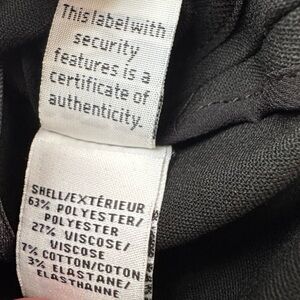 This label with
security
features is a
certificate of
authenticity.
SHELL/EXTÉRIEUR
63% POLYESTER/
POLYESTER
27% VISCOSE/
VISCOSE
7% COTTON/COTON
3% ELASTANE/
ELASTHANNE